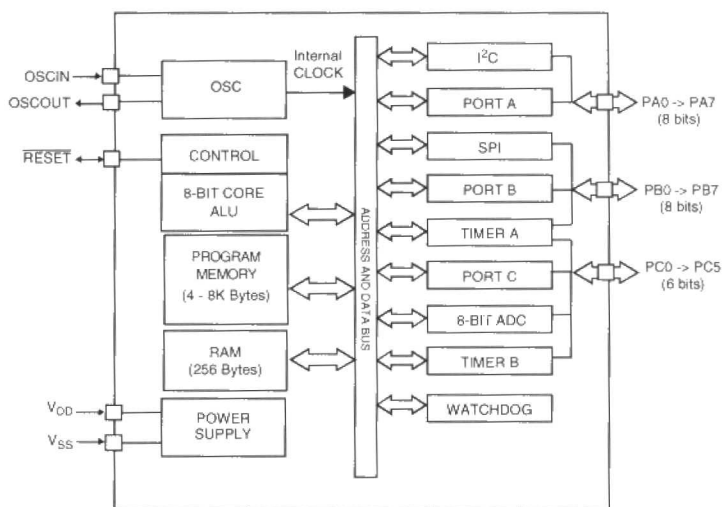 OSCIN
OSCOUT
OSC
Internal
CLOCK
RESET
CONTROL
8-BIT CORE
ALU
PROGRAM
MEMORY
(4 - 8K Bytes)
RAM
(256 Bytes)
VDD
VSS
POWER
SUPPLY
ADDRESS AND DATA BUS
I²C
PORT A
SPI
PORT B
TIMER A
PORT C
8-BIT ADC
TIMER B
WATCHDOG
PA0 -> PA7
(8 bits)
PB0 -> PB7
(8 bits)
PC0 -> PC5
(6 bits)